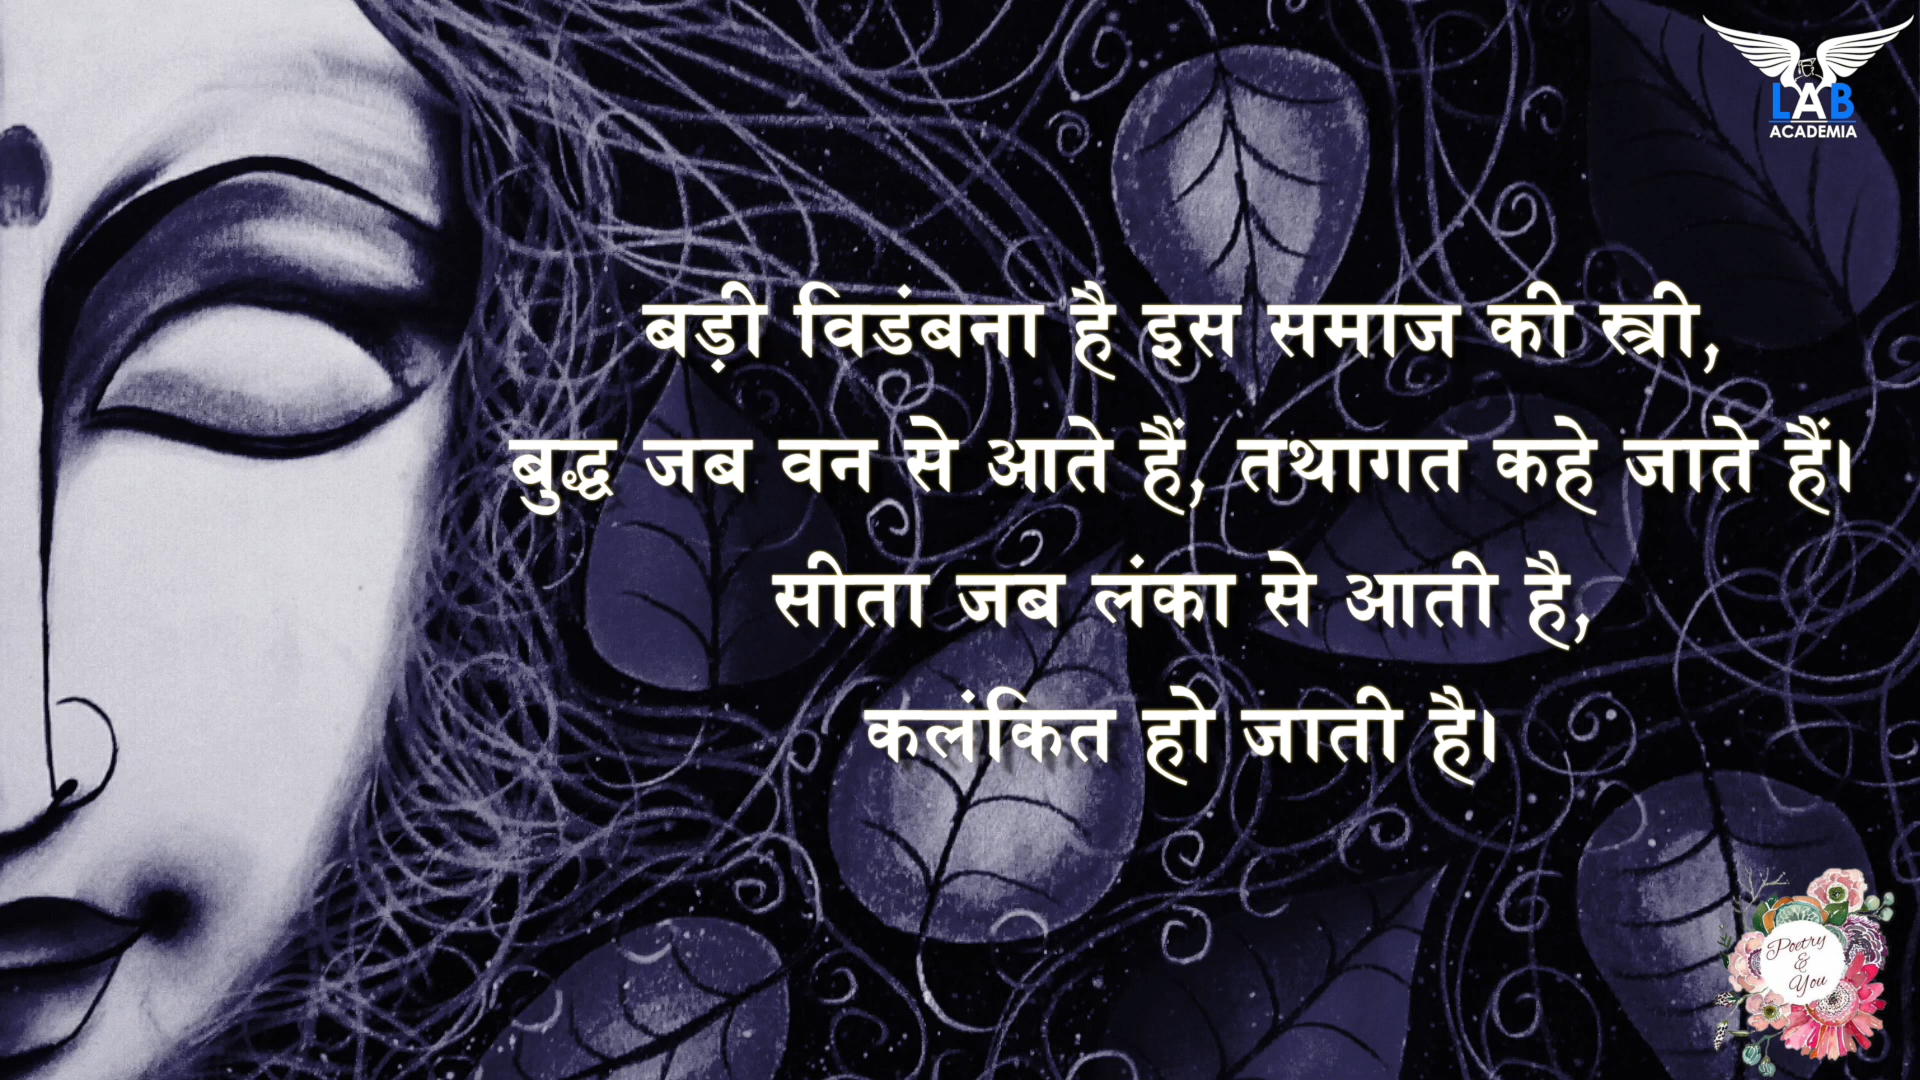 LAB
ACADEMIA
बड़ी विडंबना है इस समाज की स्त्री,
बुद्ध जब वन से आते हैं, तथागत कहे जाते हैं।
सीता जब लंका से आती है,
कलंकित हो जाती है।
Poetry
&
You